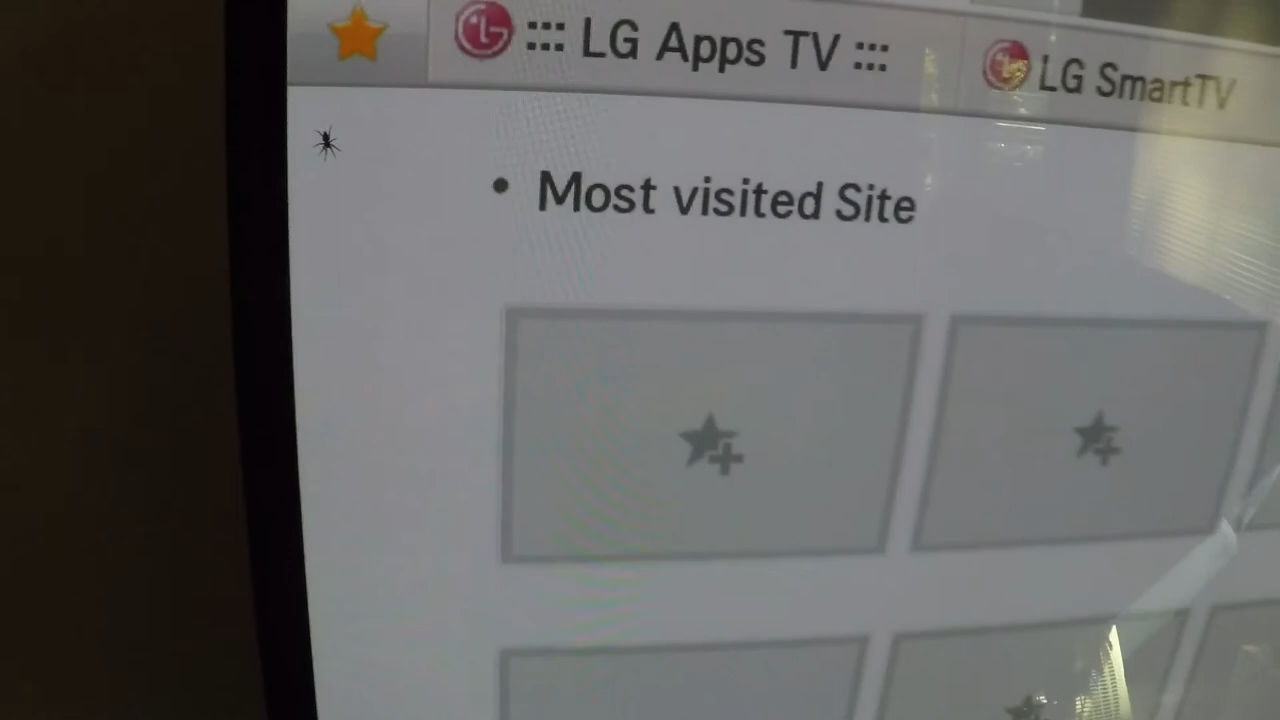 ::: LG Apps TV :::
LG SmartTV
• Most visited Site